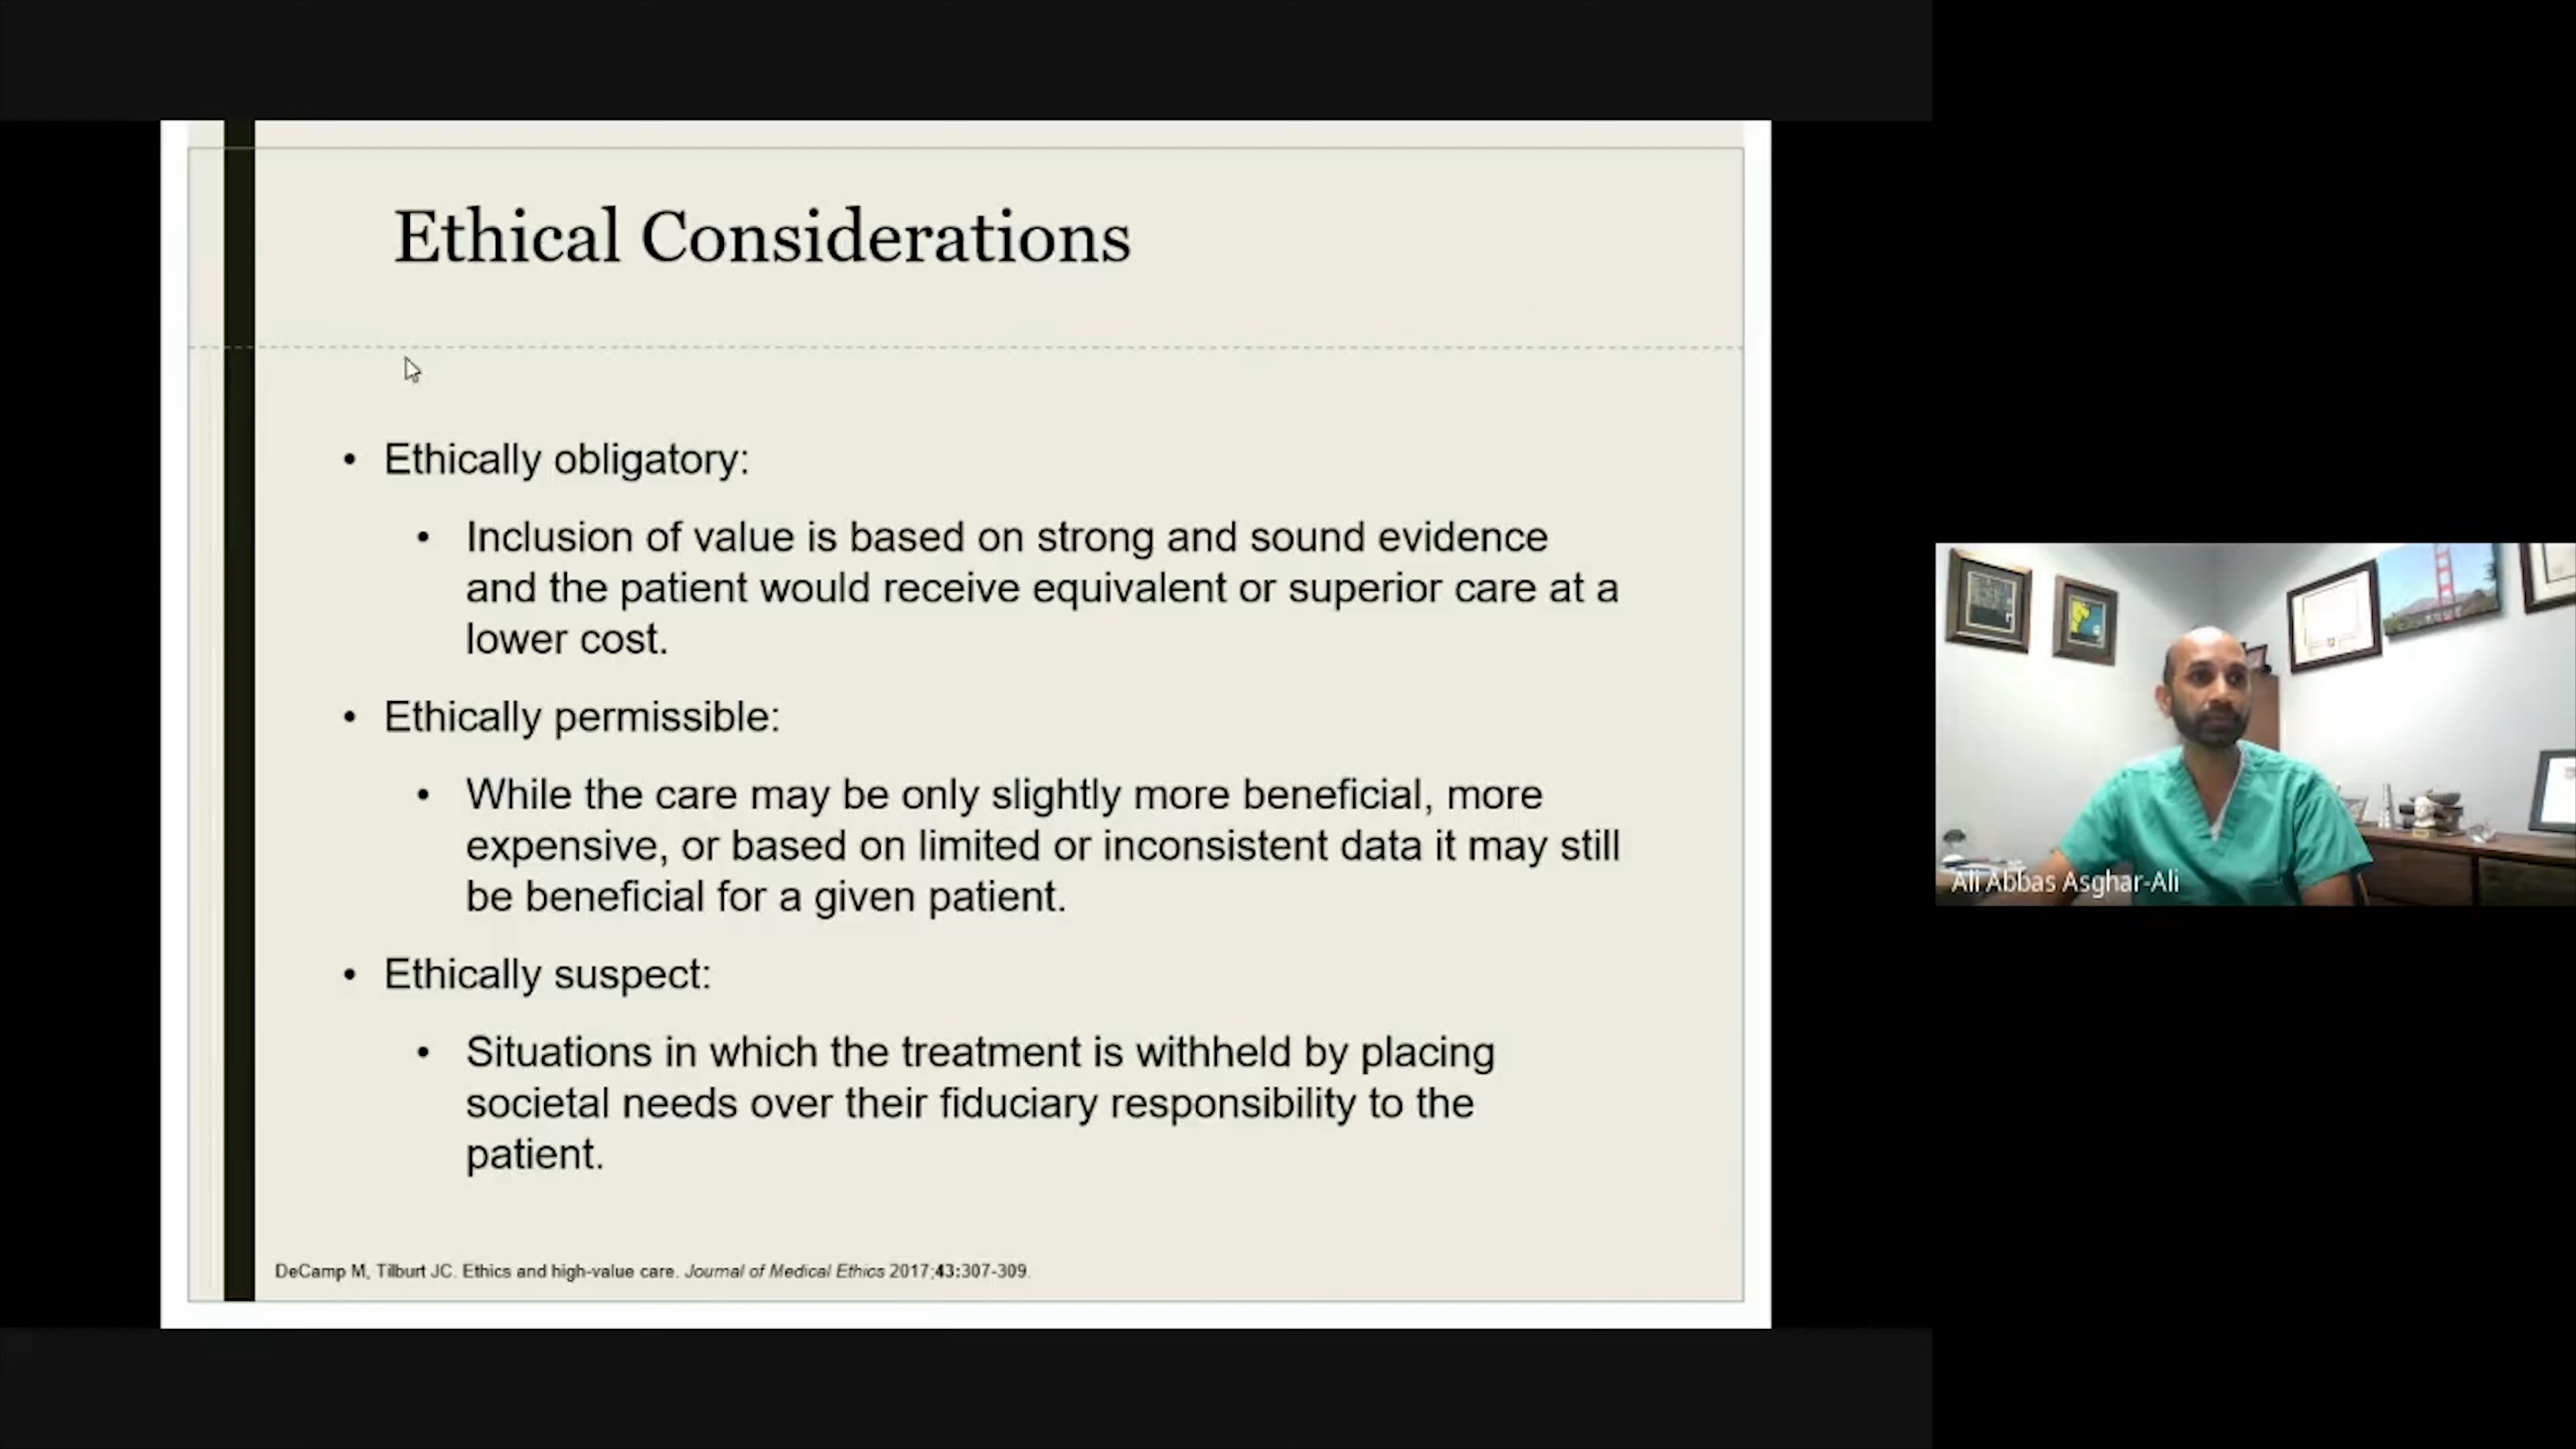 Ethical Considerations
• Ethically obligatory:
• Inclusion of value is based on strong and sound evidence
and the patient would receive equivalent or superior care at a
lower cost.
• Ethically permissible:
• While the care may be only slightly more beneficial, more
expensive, or based on limited or inconsistent data it may still
be beneficial for a given patient.
• Ethically suspect:
• Situations in which the treatment is withheld by placing
societal needs over their fiduciary responsibility to the
patient.
DeCamp M, Tilburt JC. Ethics and high-value care. Journal of Medical Ethics 2017;43:307-309.
Ali Abbas Asghar-Ali